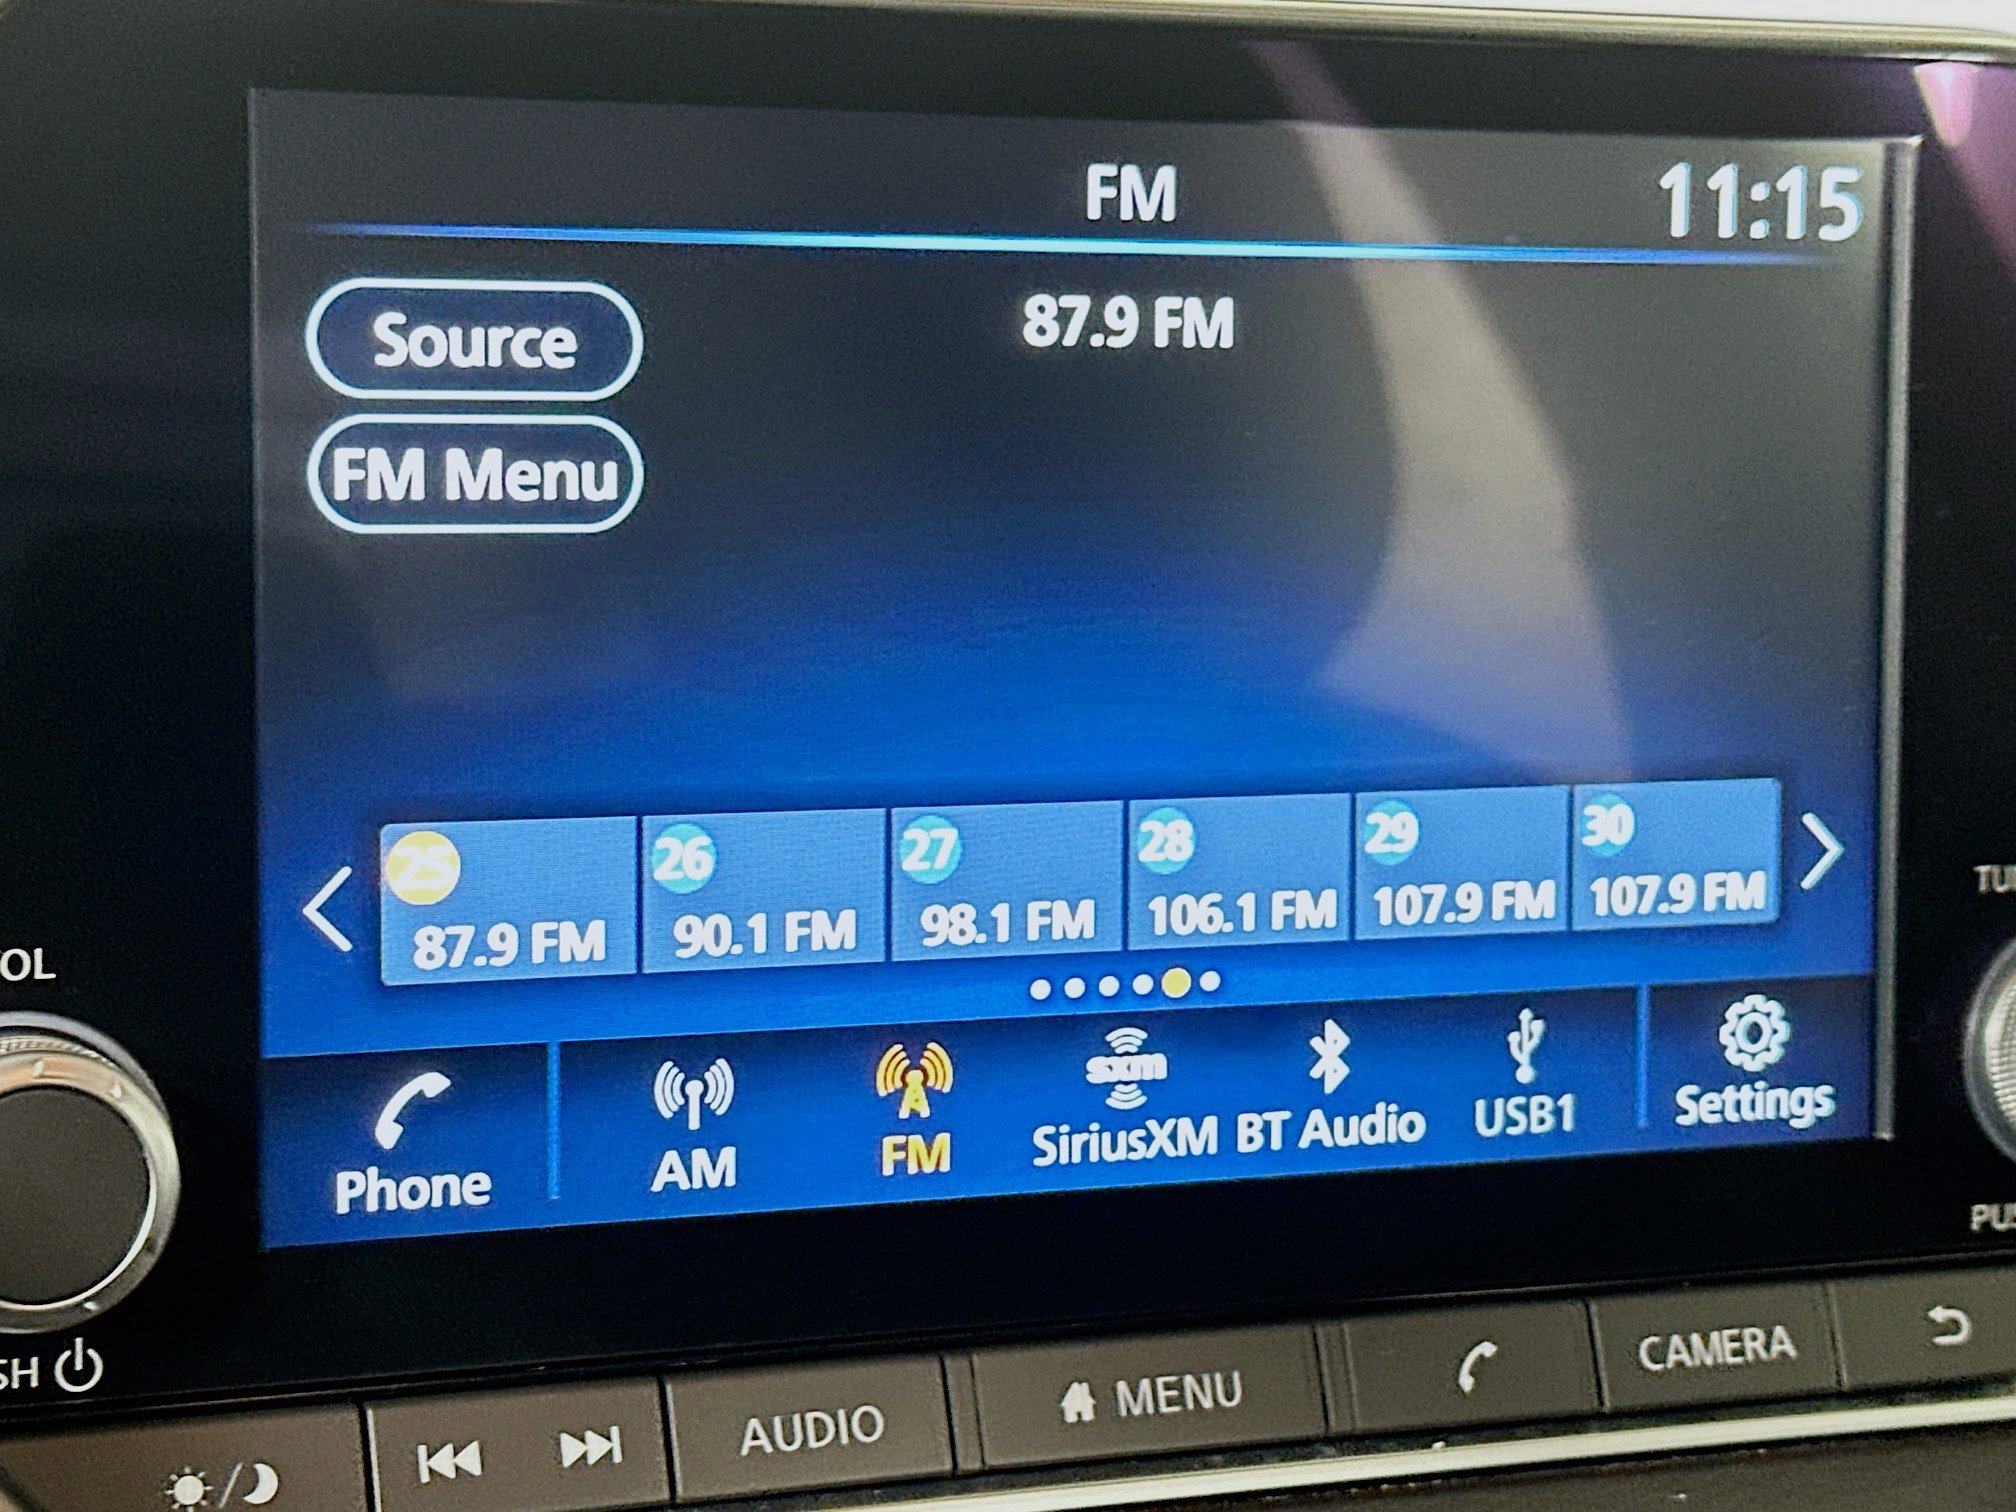 FM 11:15
87.9 FM
Source
FM Menu
25 26 27 28 29 30
87.9 FM 90.1 FM 98.1 FM 106.1 FM 107.9 FM 107.9 FM
sxm
Phone AM FM SiriusXM BT Audio USB1 Settings
OL
SH
TU
PUS
AUDIO MENU CAMERA